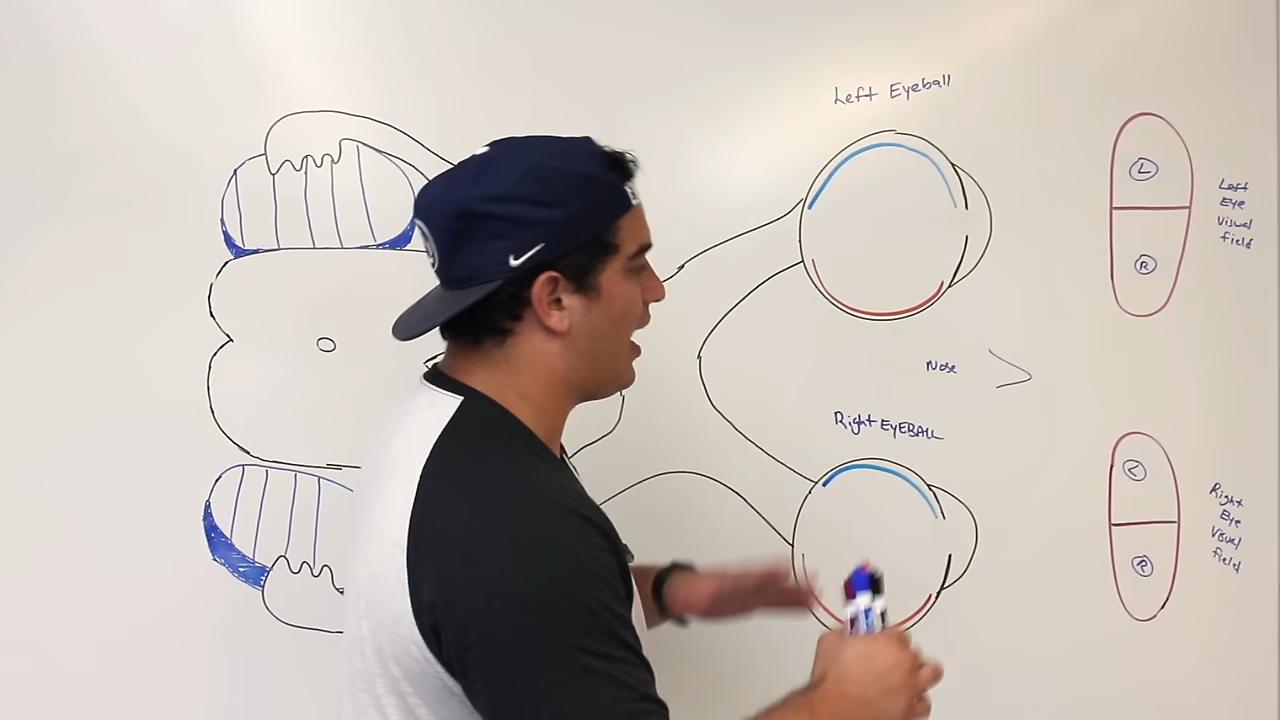 Left Eyeball
L
R
Left
Eye
Visual
field
Nose
Right EyEBALL
L
R
Right
Eye
Visual
field